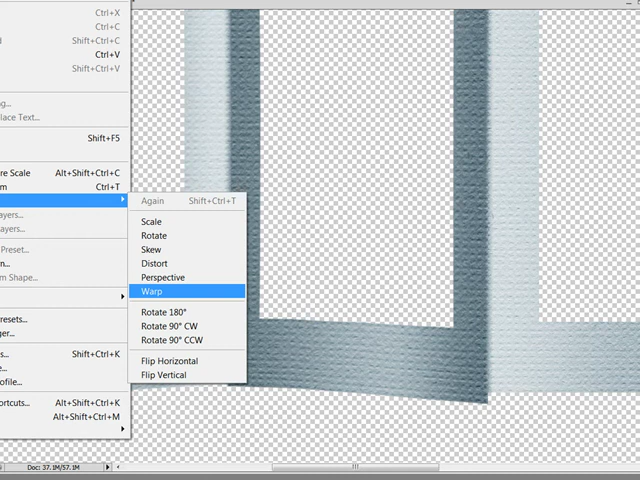 Ctrl+X
Ctrl+C
Shift+Ctrl+C
Ctrl+V
Shift+Ctrl+V
ng...
lace Text...
Shift+F5
re Scale Alt+Shift+Ctrl+C
m Ctrl+T
Again Shift+Ctrl+T
ayers...
Scale
ayers...
Rotate
Preset...
Skew
n...
Distort
m Shape...
Perspective
Warp
Rotate 180°
resets...
Rotate 90° CW
ger...
Rotate 90° CCW
s... Shift+Ctrl+K
e...
Flip Horizontal
ofile...
Flip Vertical
ortcuts... Alt+Shift+Ctrl+K
Alt+Shift+Ctrl+M
Doc: 37.1M/57.1M